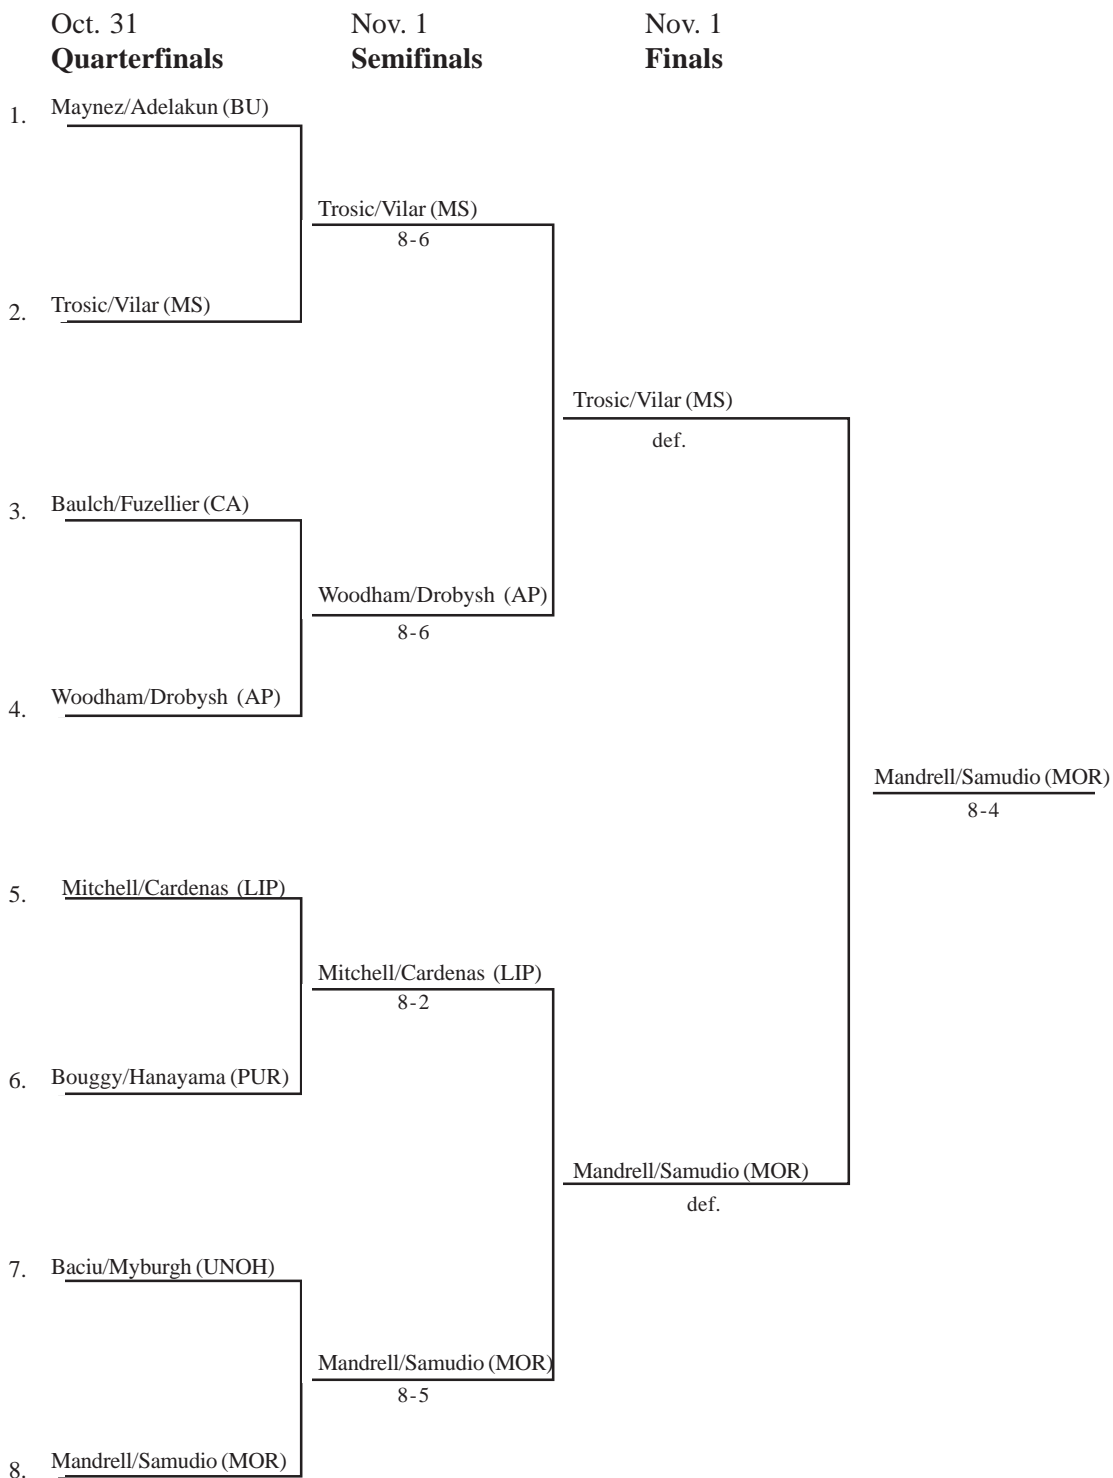 Oct. 31 Nov. 1 Nov. 1
Quarterfinals Semifinals Finals
1. Maynez/Adelakun (BU)
Trosic/Vilar (MS)
8-6
2. Trosic/Vilar (MS)
Trosic/Vilar (MS)
def.
3. Baulch/Fuzellier (CA)
Woodham/Drobysh (AP)
8-6
4. Woodham/Drobysh (AP)
Mandrell/Samudio (MOR)
8-4
5. Mitchell/Cardenas (LIP)
Mitchell/Cardenas (LIP)
8-2
6. Bouggy/Hanayama (PUR)
Mandrell/Samudio (MOR)
def.
7. Baciu/Myburgh (UNOH)
Mandrell/Samudio (MOR)
8-5
8. Mandrell/Samudio (MOR)